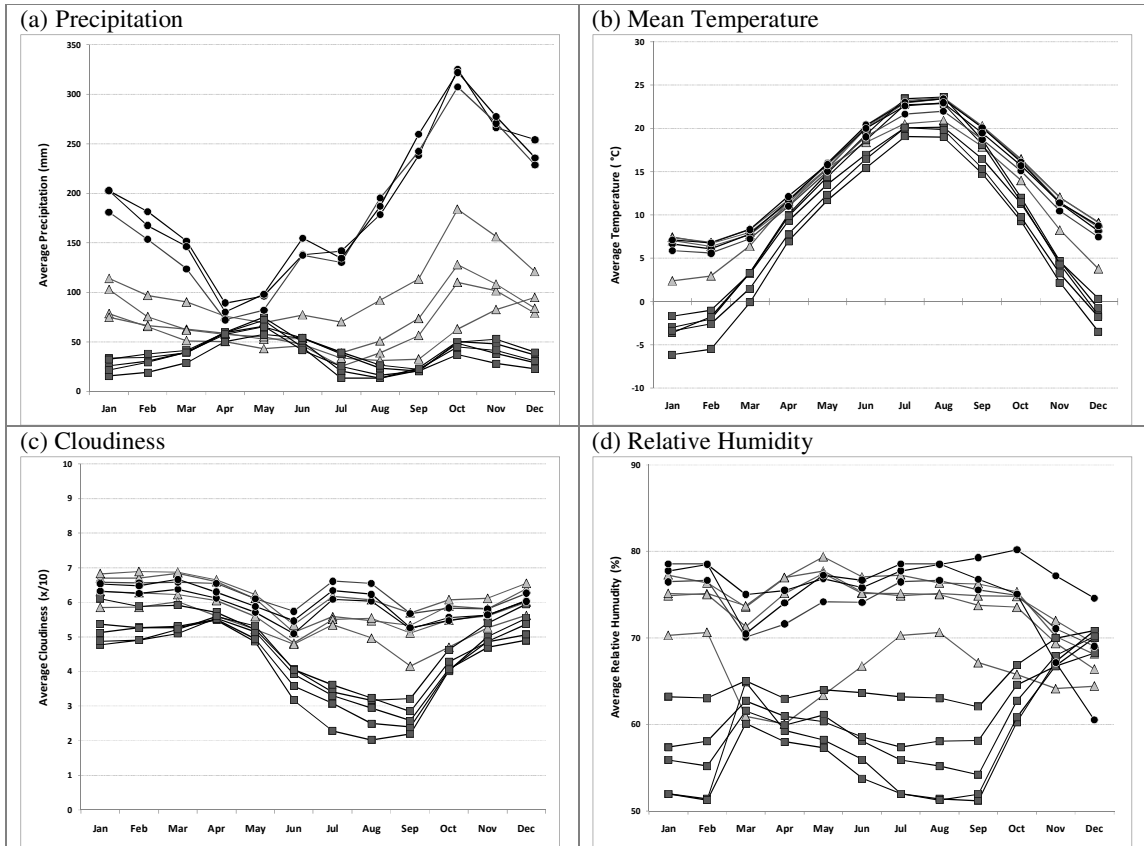 (a) Precipitation
Average Precipitation (mm)
350
300
250
200
150
100
50
0
Jan Feb Mar Apr May Jun Jul Aug Sep Oct Nov Dec
(b) Mean Temperature
Average Temperature ( °C)
30
25
20
15
10
5
0
-5
-10
Jan Feb Mar Apr May Jun Jul Aug Sep Oct Nov Dec
(c) Cloudiness
Average Cloudiness (x/10)
10
9
8
7
6
5
4
3
2
1
0
Jan Feb Mar Apr May Jun Jul Aug Sep Oct Nov Dec
(d) Relative Humidity
Average Relative Humudity (%)
90
80
70
60
50
Jan Feb Mar Apr May Jun Jul Aug Sep Oct Nov Dec